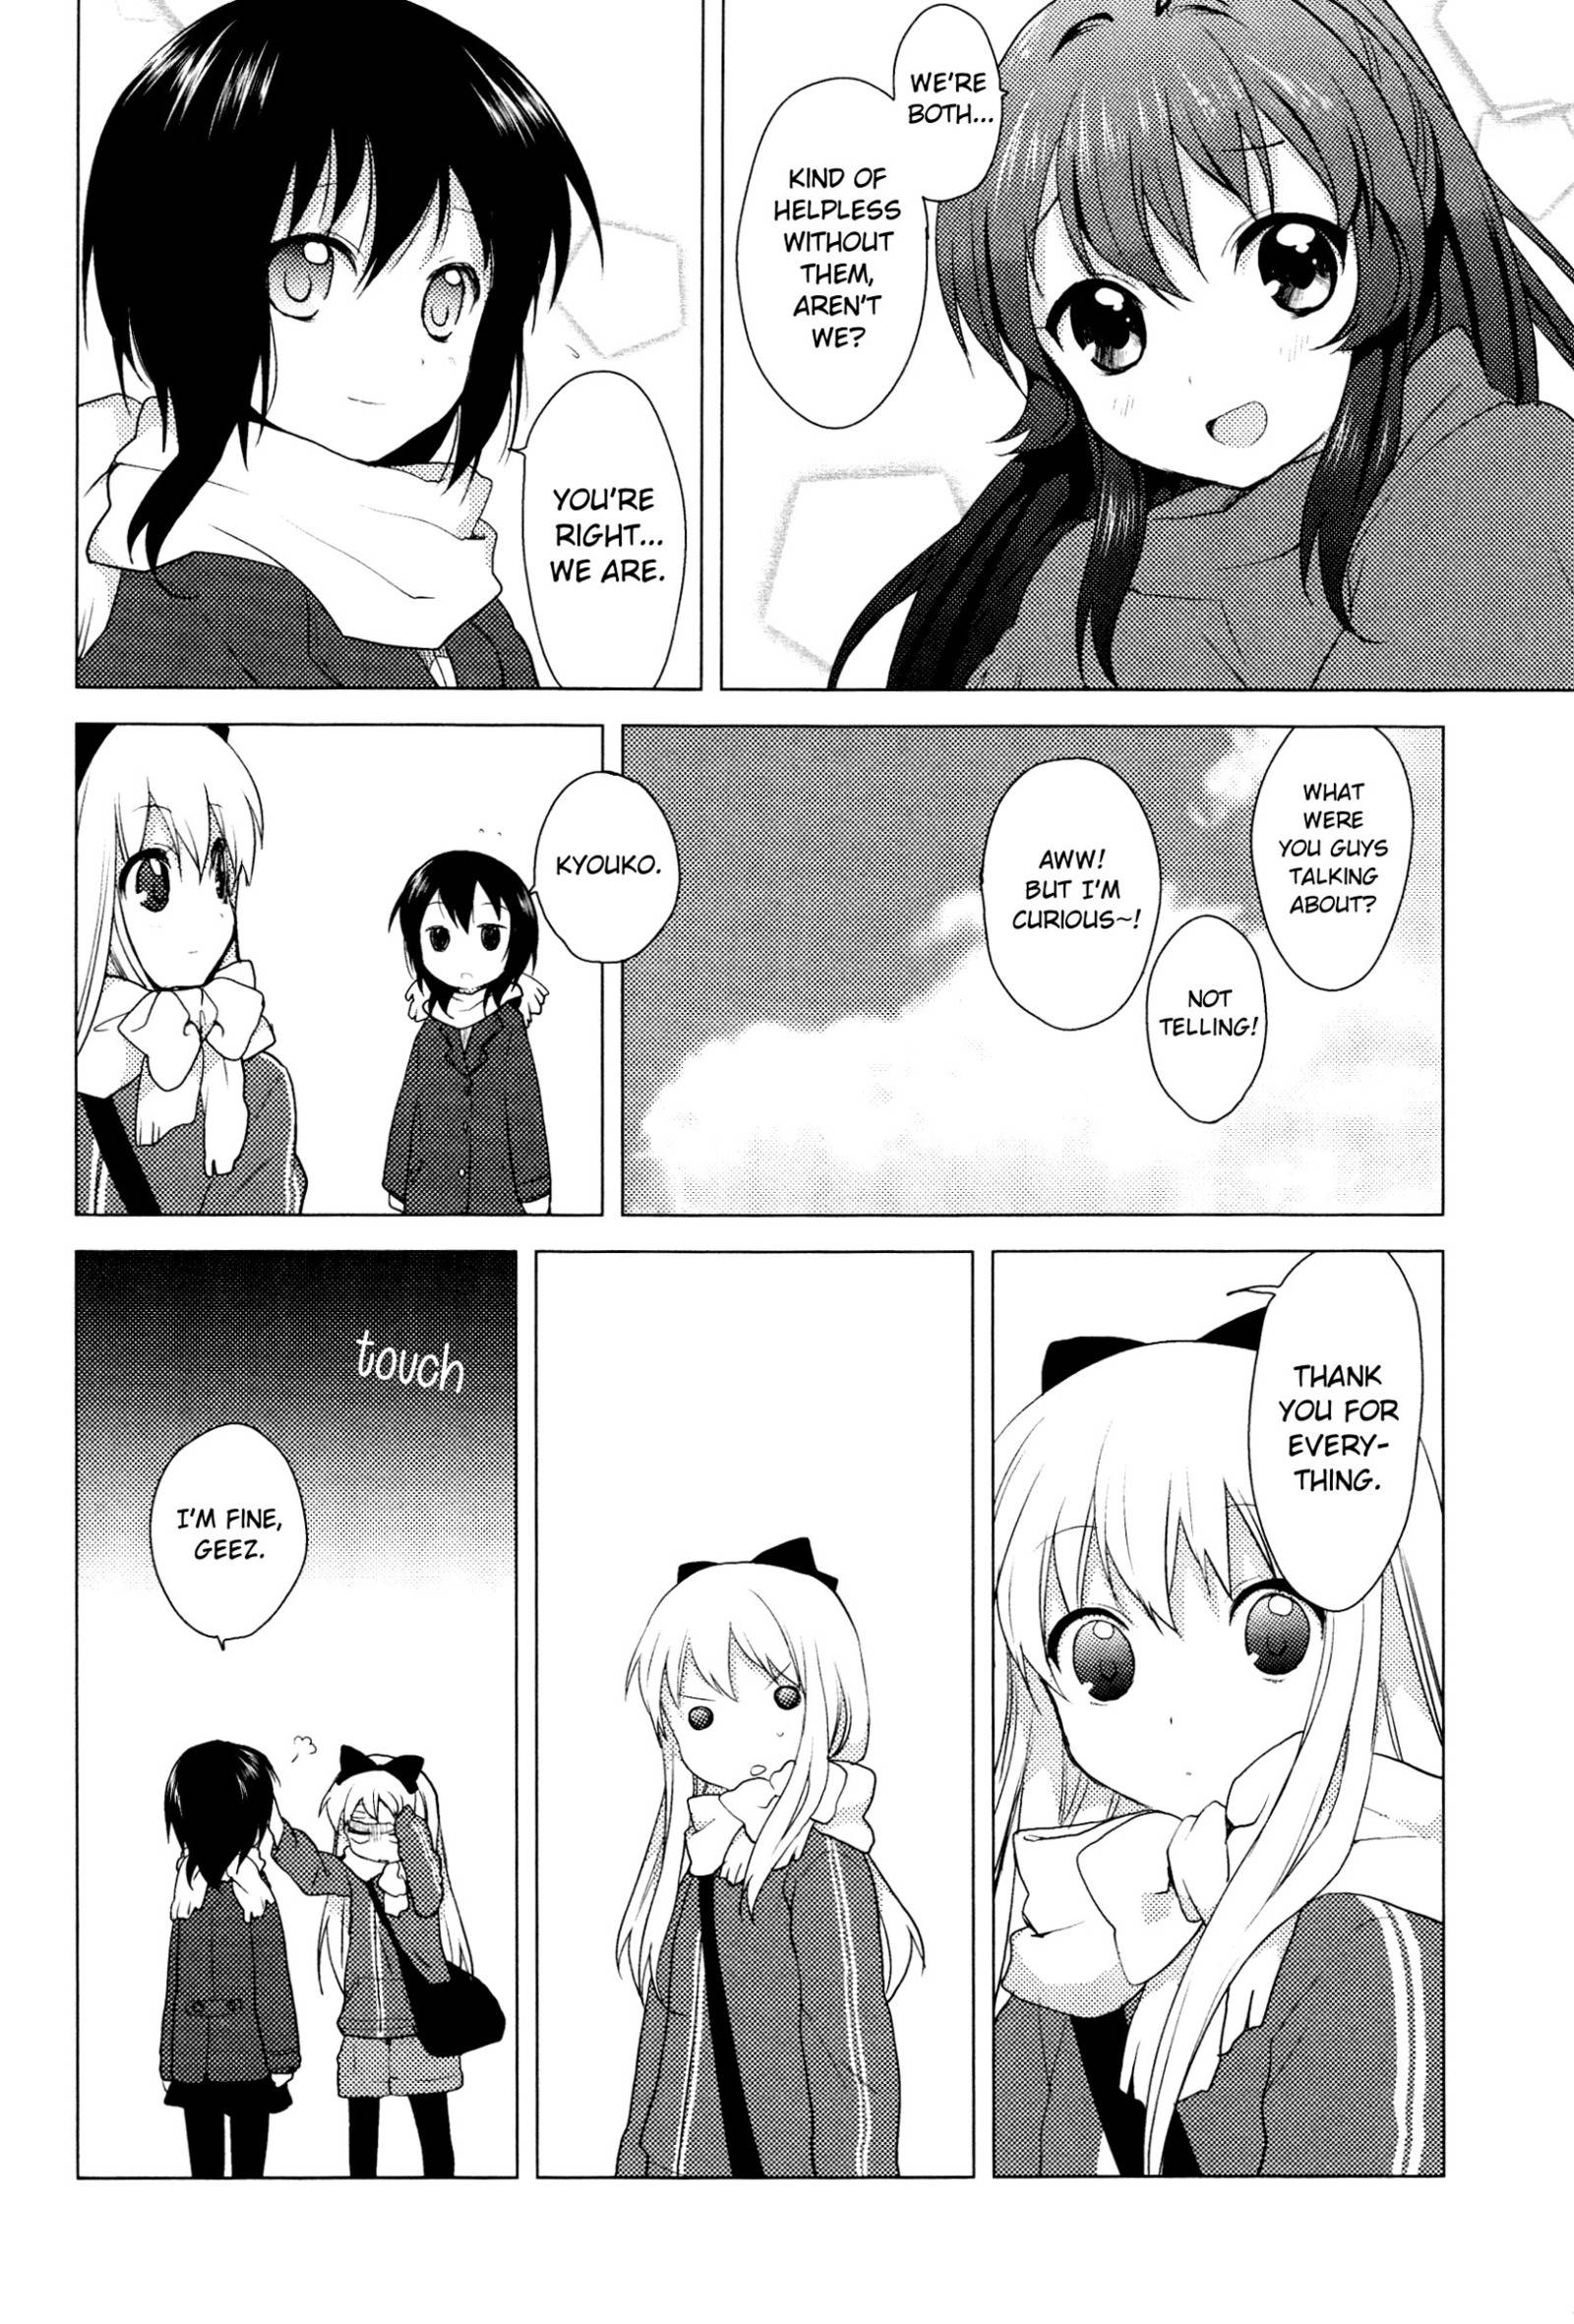 WE'RE
BOTH...
KIND OF
HELPLESS
WITHOUT
THEM,
AREN'T
WE?
YOU'RE
RIGHT...
WE ARE.
WHAT
WERE
YOU GUYS
TALKING
ABOUT?
NOT
TELLING!
AWW!
BUT I'M
CURIOUS~!
KYOUKO.
THANK
YOU FOR
EVERY-
THING.
touch
I'M FINE,
GEEZ.